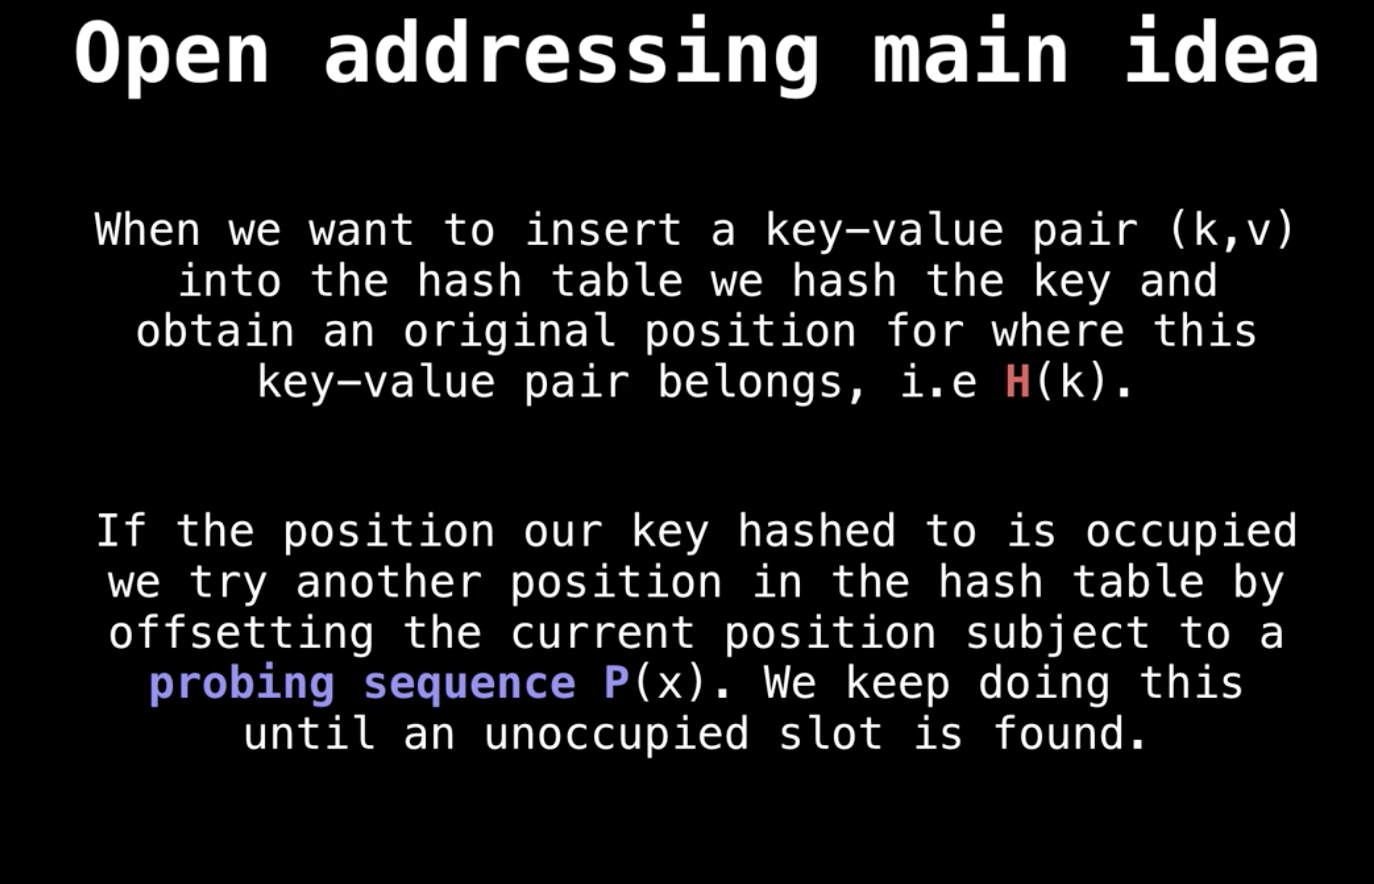 Open addressing main idea
When we want to insert a key-value pair (k,v)
into the hash table we hash the key and
obtain an original position for where this
key-value pair belongs, i.e H(k).
If the position our key hashed to is occupied
we try another position in the hash table by
offsetting the current position subject to a
probing sequence P(x). We keep doing this
until an unoccupied slot is found.